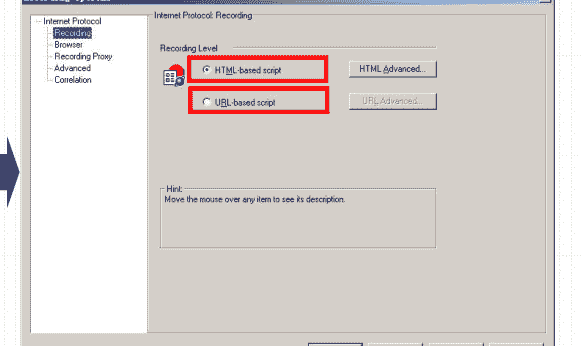 Internet Protocol
Recording
Browser
Recording Proxy
Advanced
Correlation
Internet Protocol: Recording
Recording Level
HTML-based script
HTML Advanced...
URL-based script
URL Advanced...
Hint:
Move the mouse over any item to see its description.